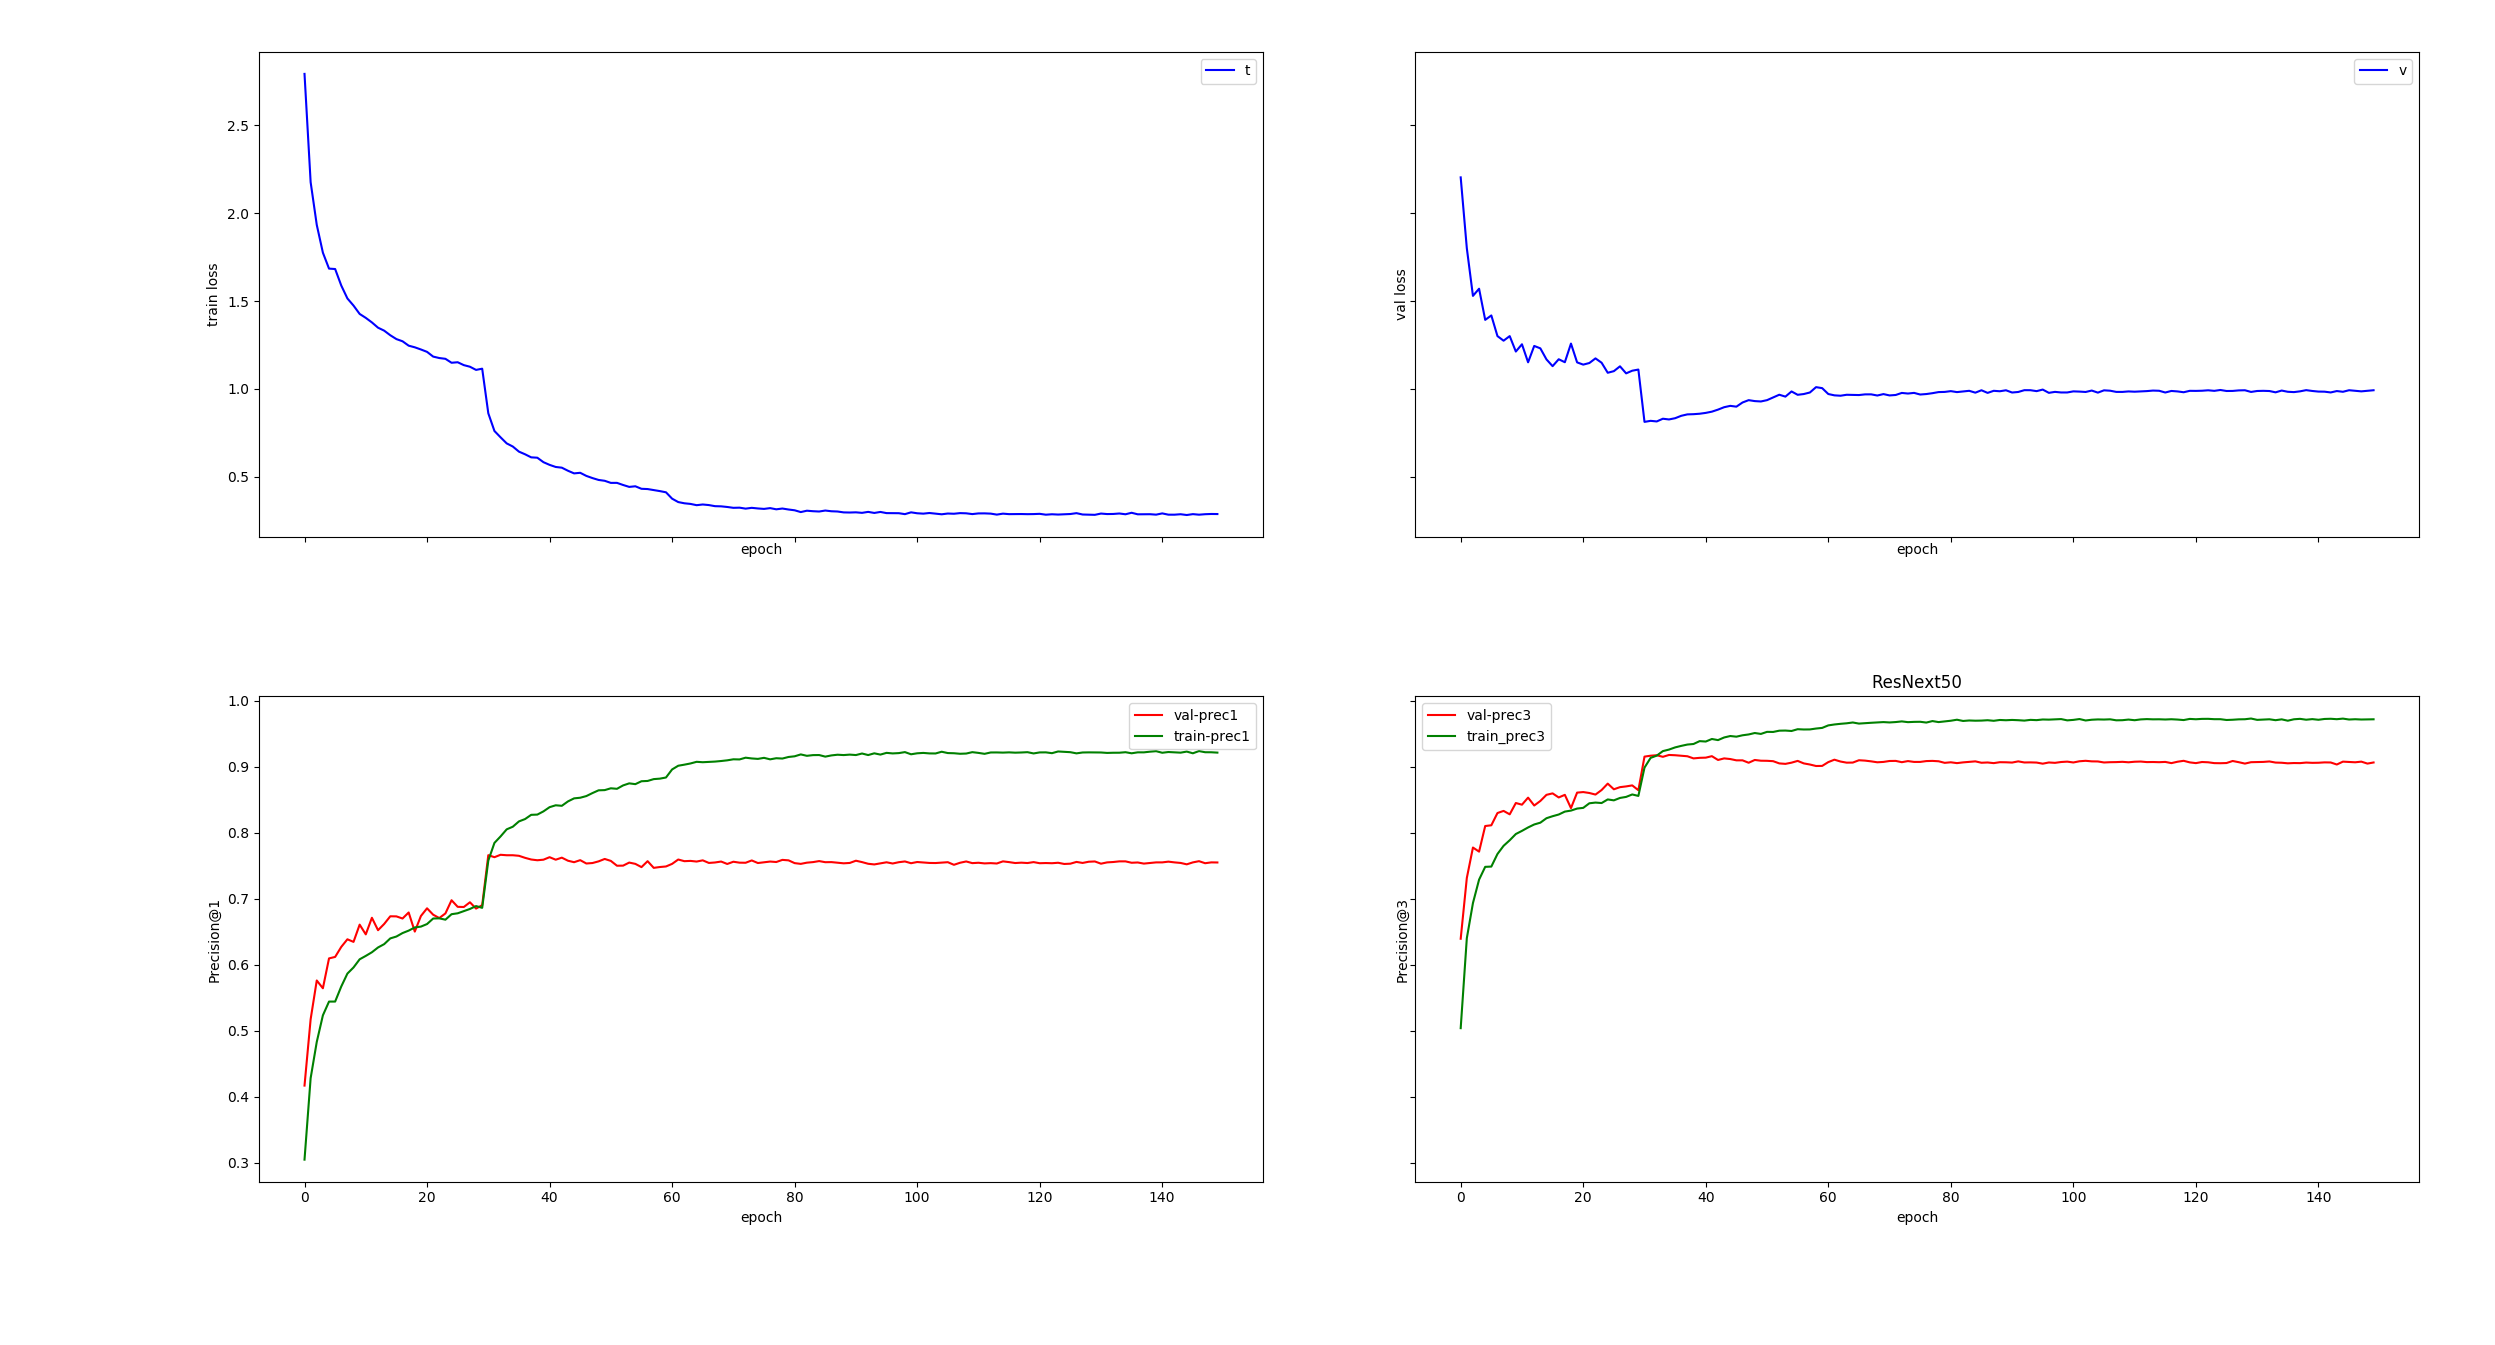 t
2.5
2.0
1.5
1.0
0.5
train loss
epoch
v
val loss
epoch
val-prec1
train-prec1
1.0
0.9
0.8
0.7
0.6
0.5
0.4
0.3
Precision@1
0 20 40 60 80 100 120 140
epoch
ResNext50
val-prec3
train_prec3
Precision@3
0 20 40 60 80 100 120 140
epoch